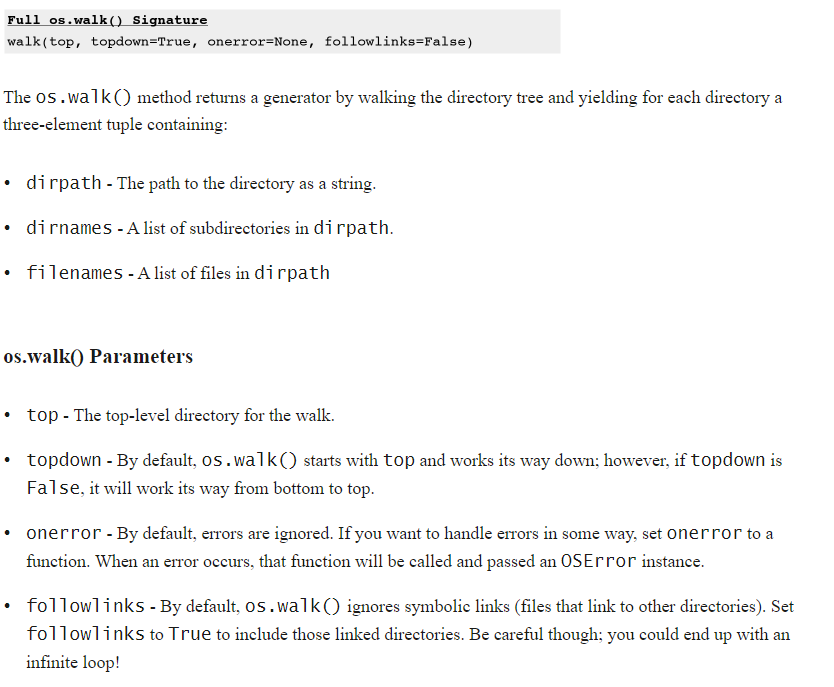 Full os.walk() Signature
walk(top, topdown=True, onerror=None, followlinks=False)
The os.walk() method returns a generator by walking the directory tree and yielding for each directory a
three-element tuple containing:
• dirpath - The path to the directory as a string.
• dirnames - A list of subdirectories in dirpath.
• filenames - A list of files in dirpath
os.walk() Parameters
• top - The top-level directory for the walk.
• topdown - By default, os.walk() starts with top and works its way down; however, if topdown is
False, it will work its way from bottom to top.
• onerror - By default, errors are ignored. If you want to handle errors in some way, set onerror to a
function. When an error occurs, that function will be called and passed an OSError instance.
• followlinks - By default, os.walk() ignores symbolic links (files that link to other directories). Set
followlinks to True to include those linked directories. Be careful though; you could end up with an
infinite loop!